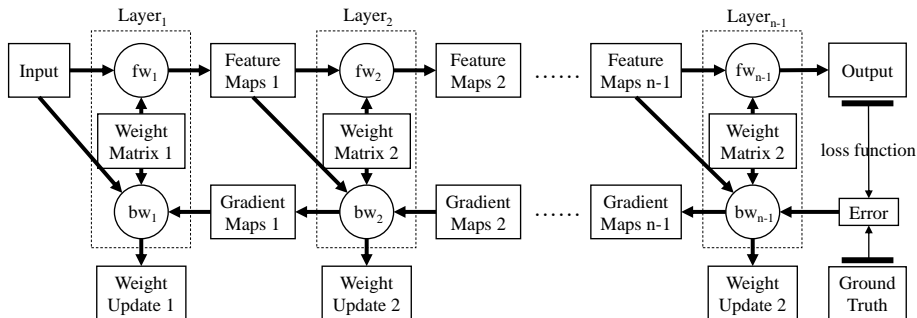 Layer1
Layer2
Layern-1
Input
fw1
Feature
Maps 1
fw2
Feature
Maps 2
......
Feature
Maps n-1
fwn-1
Output
Weight
Matrix 1
Weight
Matrix 2
Weight
Matrix 2
loss function
bw1
Gradient
Maps 1
bw2
Gradient
Maps 2
......
Gradient
Maps n-1
bwn-1
Error
Weight
Update 1
Weight
Update 2
Weight
Update 2
Ground
Truth